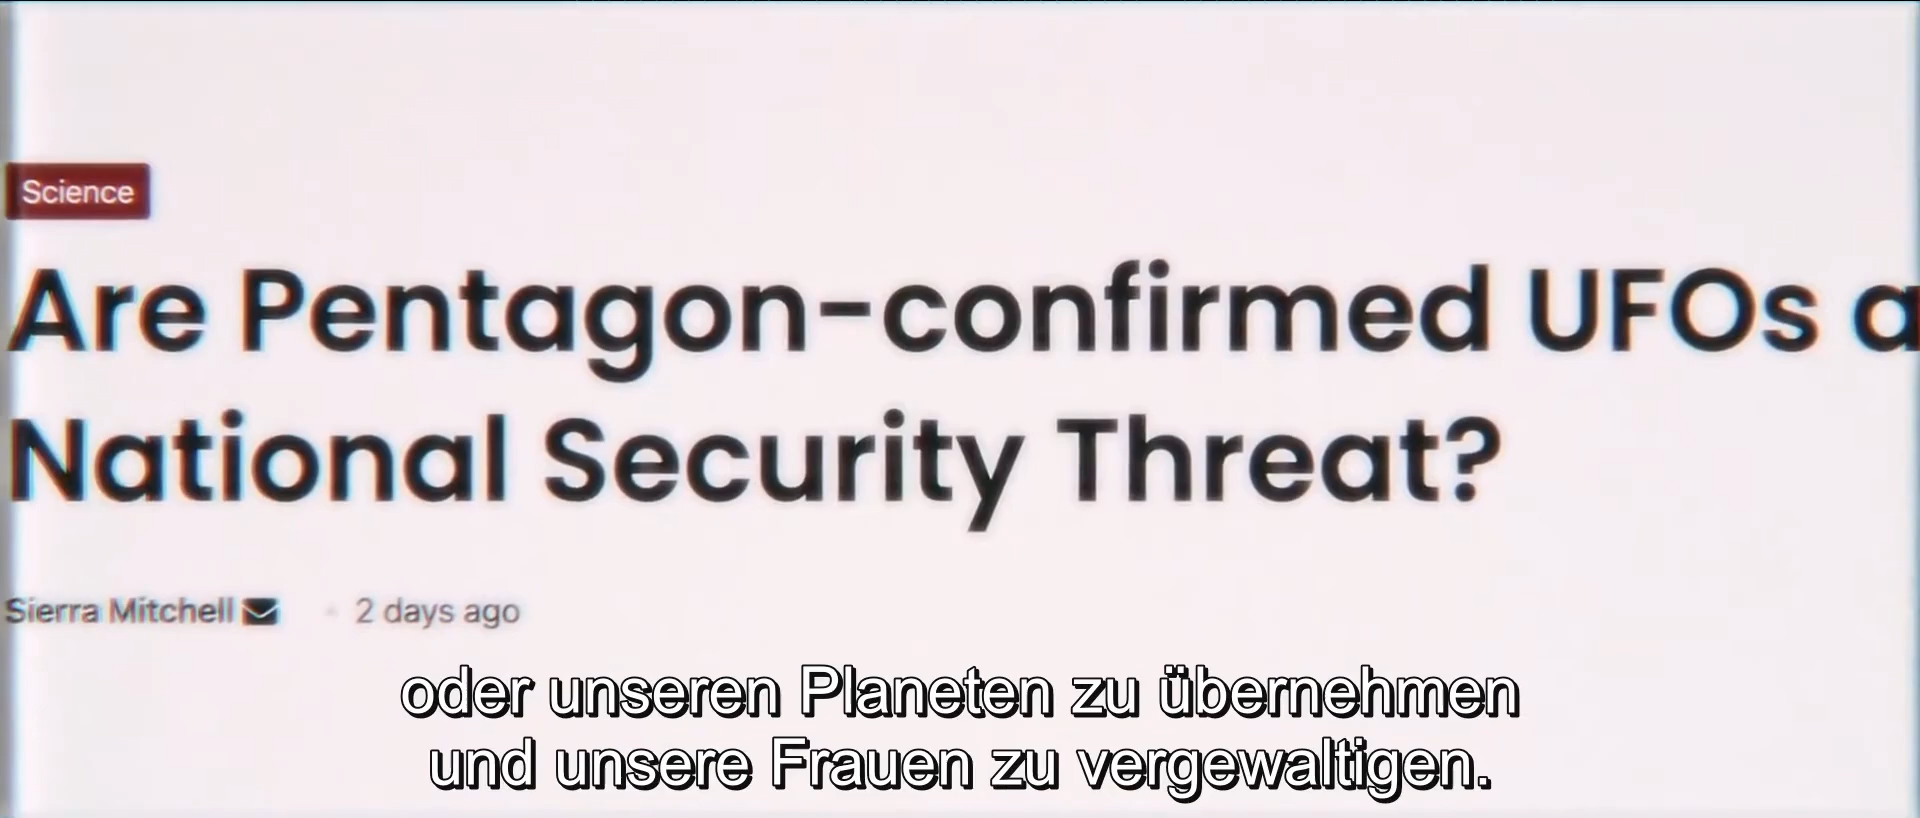 Science
Are Pentagon-confirmed UFOs a
National Security Threat?
Sierra Mitchell
2 days ago
oder unseren Planeten zu übernehmen
und unsere Frauen zu vergewaltigen.